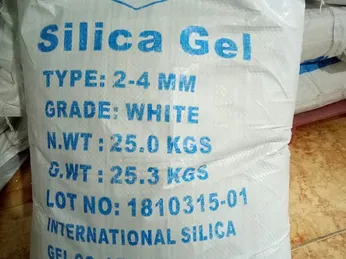 Silica Gel
TYPE: 2-4 MM
GRADE: WHITE
N.WT : 25.0 KGS
G.WT : 25.3 KGS
LOT NO: 1810315-01
INTERNATIONAL SILICA
GEL